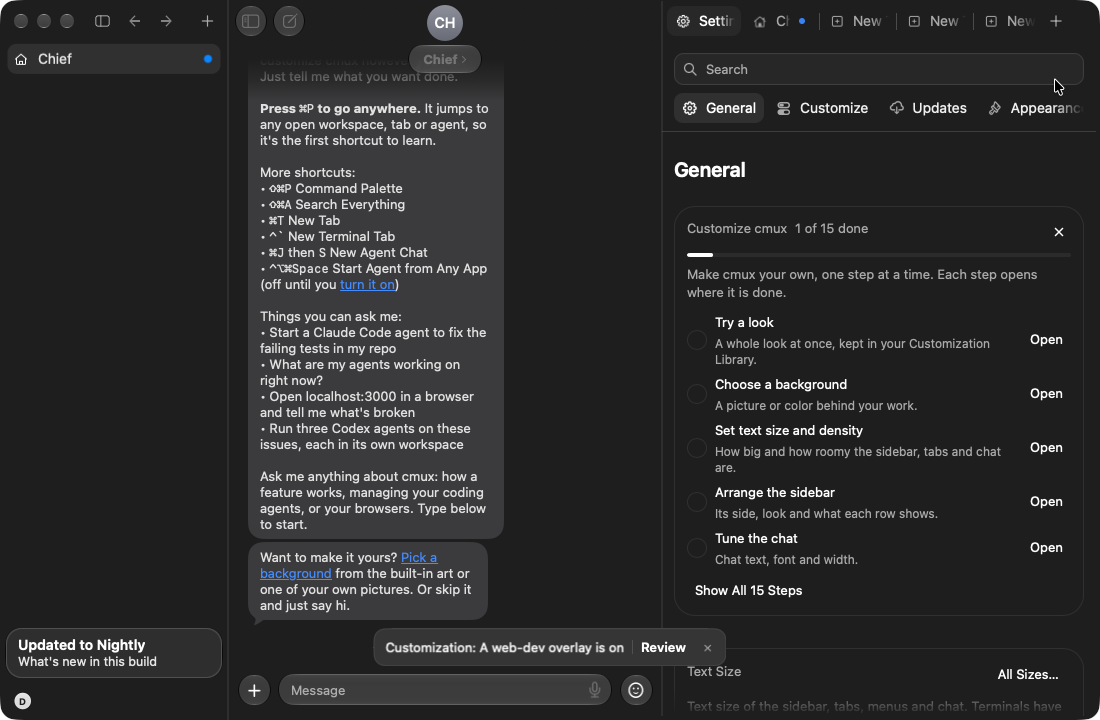 Chief
Updated to Nightly
What's new in this build
D
CH
Chief ›
Just tell me what you want done.
Press ⌘P to go anywhere. It jumps to
any open workspace, tab or agent, so
it's the first shortcut to learn.
More shortcuts:
• ⇧⌘P Command Palette
• ⇧⌘A Search Everything
• ⌘T New Tab
• ^` New Terminal Tab
• ⌘J then S New Agent Chat
• ^⌥⌘Space Start Agent from Any App
(off until you turn it on)
Things you can ask me:
• Start a Claude Code agent to fix the
failing tests in my repo
• What are my agents working on
right now?
• Open localhost:3000 in a browser
and tell me what's broken
• Run three Codex agents on these
issues, each in its own workspace
Ask me anything about cmux: how a
feature works, managing your coding
agents, or your browsers. Type below
to start.
Want to make it yours? Pick a
background from the built-in art or
one of your own pictures. Or skip it
and just say hi.
Customization: A web-dev overlay is on Review ×
Message
Settin Ch New New New
Search
General Customize Updates Appearanc
General
Customize cmux 1 of 15 done
Make cmux your own, one step at a time. Each step opens
where it is done.
Try a look
A whole look at once, kept in your Customization
Library.
Open
Choose a background
A picture or color behind your work.
Open
Set text size and density
How big and how roomy the sidebar, tabs and chat
are.
Open
Arrange the sidebar
Its side, look and what each row shows.
Open
Tune the chat
Chat text, font and width.
Open
Show All 15 Steps
Text Size
All Sizes...
Text size of the sidebar, tabs, menus and chat. Terminals have